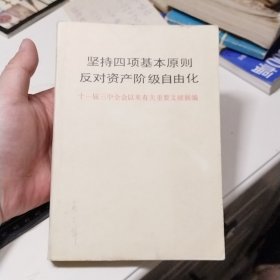 坚持四项基本原则
反对资产阶级自由化
十一届三中全会以来有关重要文献摘编